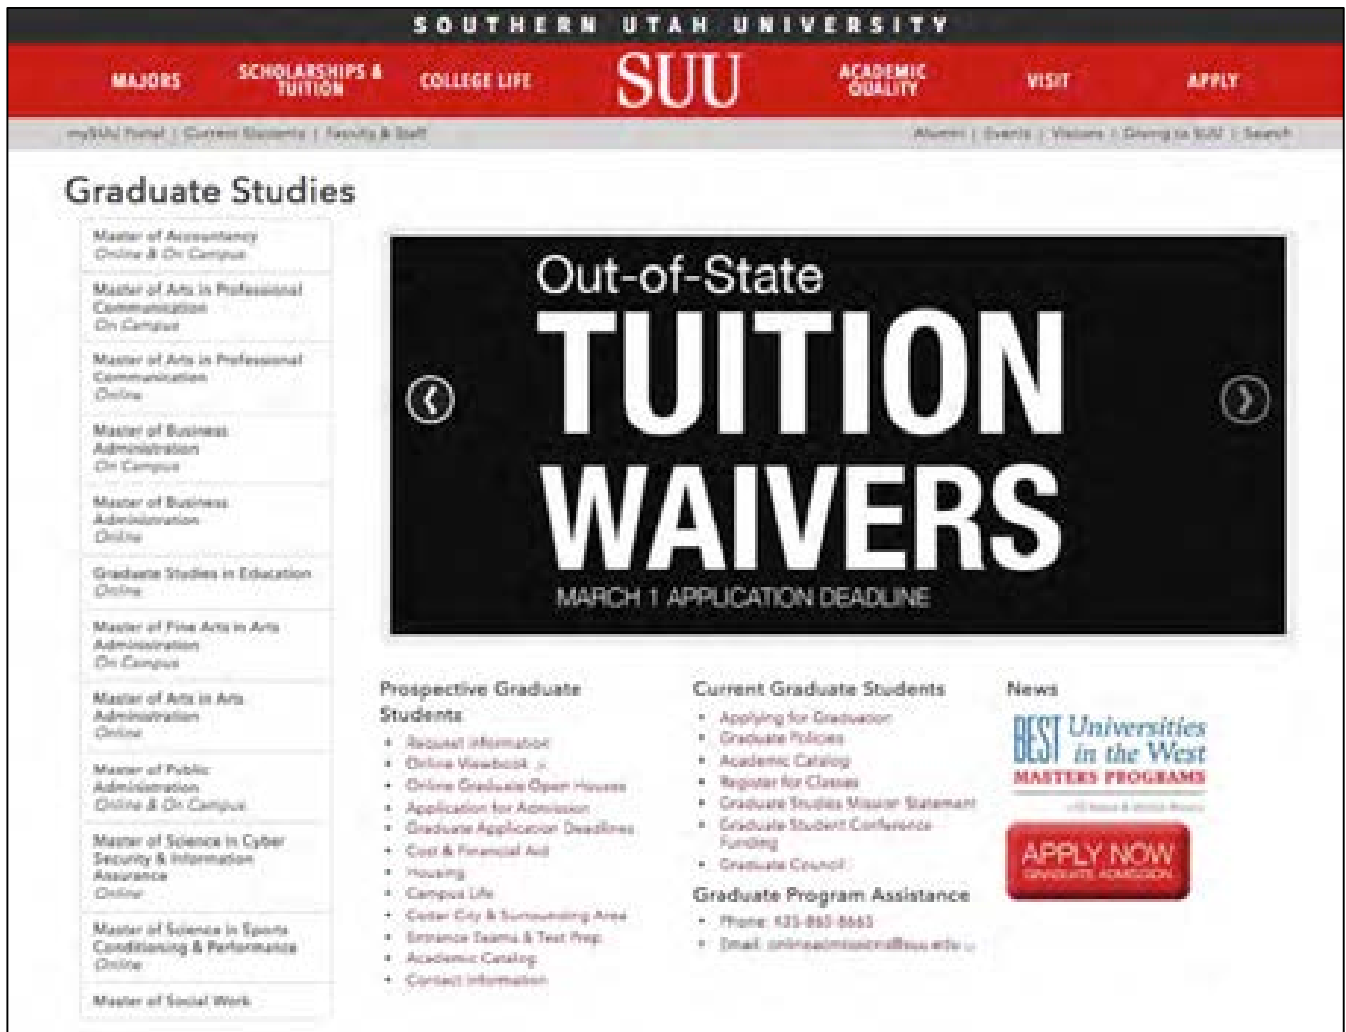 SOUTHERN UTAH UNIVERSITY
MAJORS
SCHOLARSHIPS &
TUITION
COLLEGE LIFE
SUU
ACADEMIC
QUALITY
VISIT
APPLY
mySUU Portal | Current Students | Faculty & Staff
Alumni | Events | Visitors | Giving to SUU | Search
Graduate Studies
Master of Accountancy
Online & On Campus
Master of Arts in Professional
Communication
On Campus
Master of Arts in Professional
Communication
Online
Master of Business
Administration
On Campus
Master of Business
Administration
Online
Graduate Studies in Education
Online
Master of Fine Arts in Arts
Administration
On Campus
Master of Arts in Arts
Administration
Online
Master of Public
Administration
Online & On Campus
Master of Science in Cyber
Security & Information
Assurance
Online
Master of Science in Sports
Conditioning & Performance
Online
Master of Social Work
Out-of-State
TUITION
WAIVERS
MARCH 1 APPLICATION DEADLINE
Prospective Graduate
Students
• Request Information
• Online Viewbook
• Online Graduate Open Houses
• Application for Admission
• Graduate Application Deadlines
• Cost & Financial Aid
• Housing
• Campus Life
• Cedar City & Surrounding Area
• Entrance Exams & Test Prep
• Academic Catalog
• Contact Information
Current Graduate Students
• Applying for Graduation
• Graduate Policies
• Academic Catalog
• Register for Classes
• Graduate Studies Mission Statement
• Graduate Student Conference
Funding
• Graduate Council
Graduate Program Assistance
• Phone: 435-865-8665
• Email: onlineadmissions@suu.edu
News
BEST Universities
in the West
MASTERS PROGRAMS
APPLY NOW
GRADUATE ADMISSION